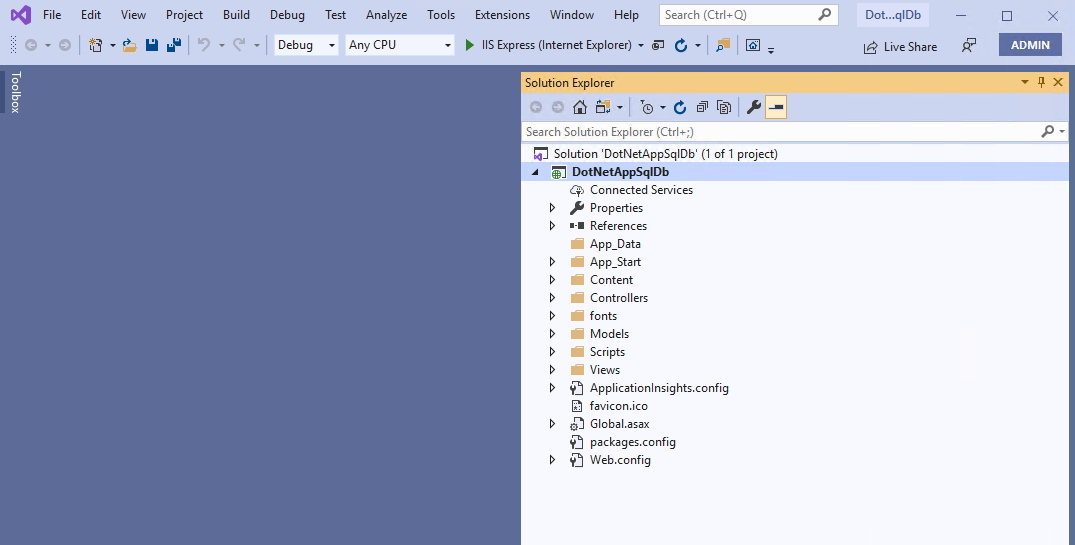 File Edit View Project Build Debug Test Analyze Tools Extensions Window Help Search (Ctrl+Q) Dot...qlDb
Debug Any CPU IIS Express (Internet Explorer) Live Share ADMIN
Toolbox
Solution Explorer
Search Solution Explorer (Ctrl+;)
Solution 'DotNetAppSqlDb' (1 of 1 project)
DotNetAppSqlDb
Connected Services
Properties
References
App_Data
App_Start
Content
Controllers
fonts
Models
Scripts
Views
ApplicationInsights.config
favicon.ico
Global.asax
packages.config
Web.config